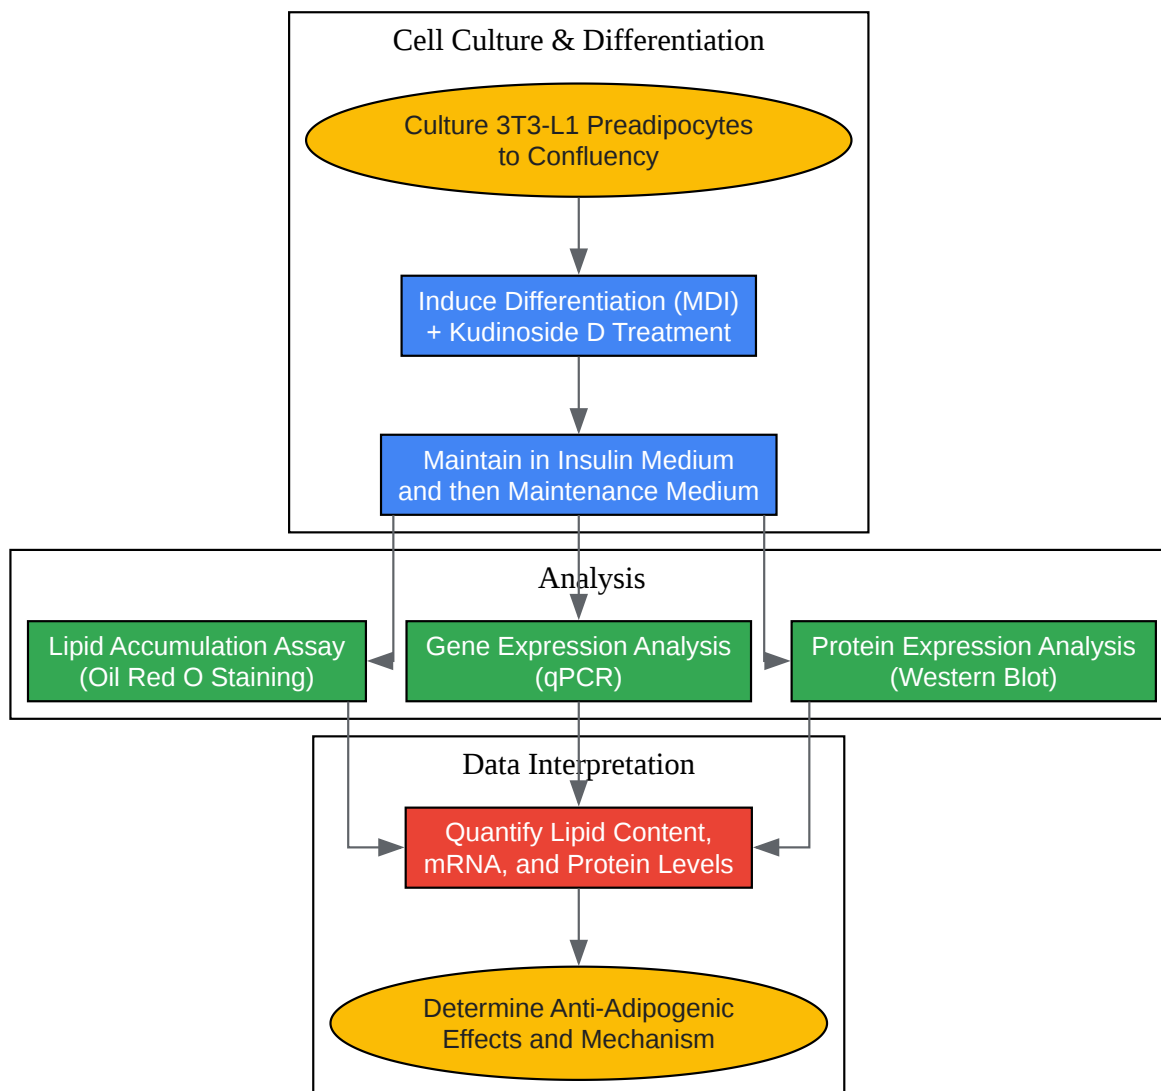 Cell Culture & Differentiation
Culture 3T3-L1 Preadipocytes
to Confluency
Induce Differentiation (MDI)
+ Kudinoside D Treatment
Maintain in Insulin Medium
and then Maintenance Medium
Analysis
Lipid Accumulation Assay
(Oil Red O Staining)
Gene Expression Analysis
(qPCR)
Protein Expression Analysis
(Western Blot)
Data Interpretation
Quantify Lipid Content,
mRNA, and Protein Levels
Determine Anti-Adipogenic
Effects and Mechanism